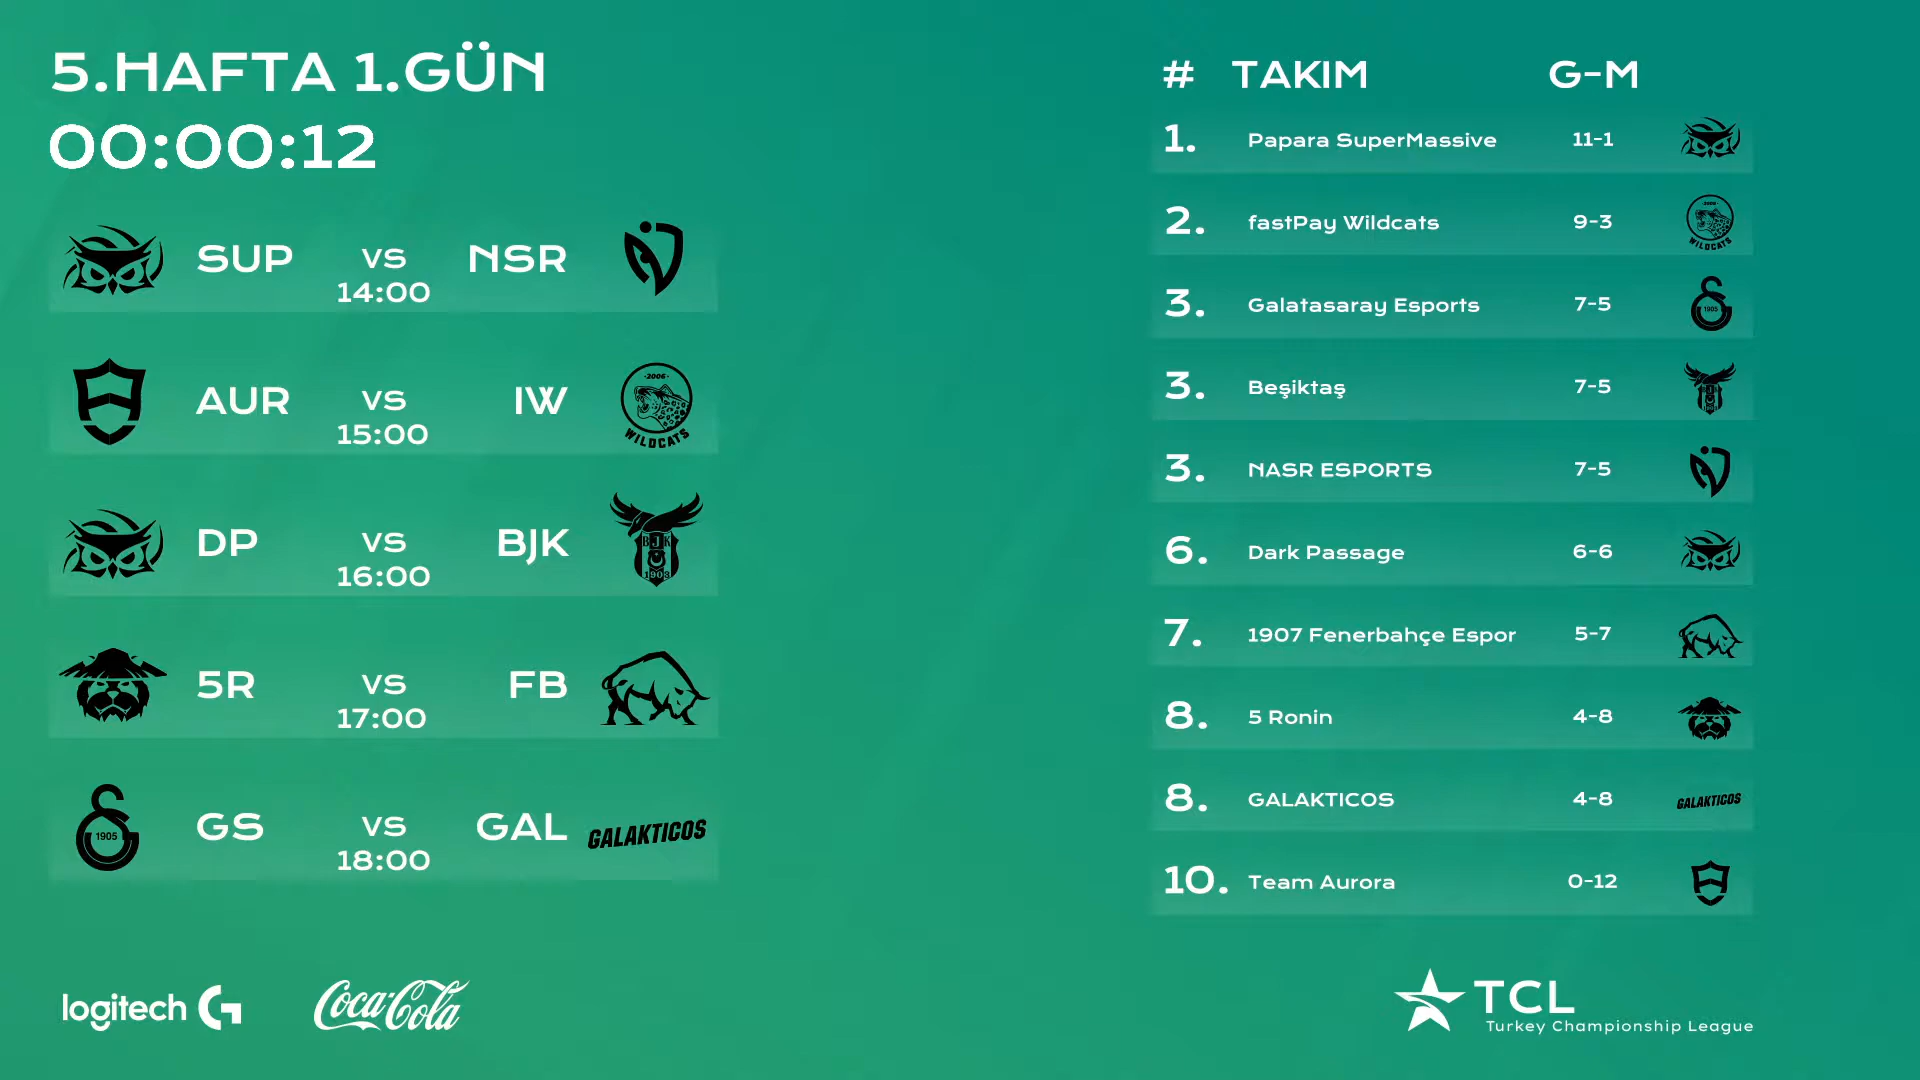 5.HAFTA 1.GÜN
00:00:12
SUP VS NSR
14:00
AUR VS IW
15:00
2006
WILDCATS
DP VS BJK
16:00
BJK
1903
5R VS FB
17:00
1905
GS VS GAL
18:00
GALAKTICOS
logitech G
Coca-Cola
# TAKIM G-M
1. Papara SuperMassive 11-1
2. fastPay Wildcats 9-3
WILDCATS
3. Galatasaray Esports 7-5
1905
3. Beşiktaş 7-5
3. NASR ESPORTS 7-5
6. Dark Passage 6-6
7. 1907 Fenerbahçe Espor 5-7
8. 5 Ronin 4-8
8. GALAKTICOS 4-8
GALAKTICOS
10. Team Aurora 0-12
TCL
Turkey Championship League